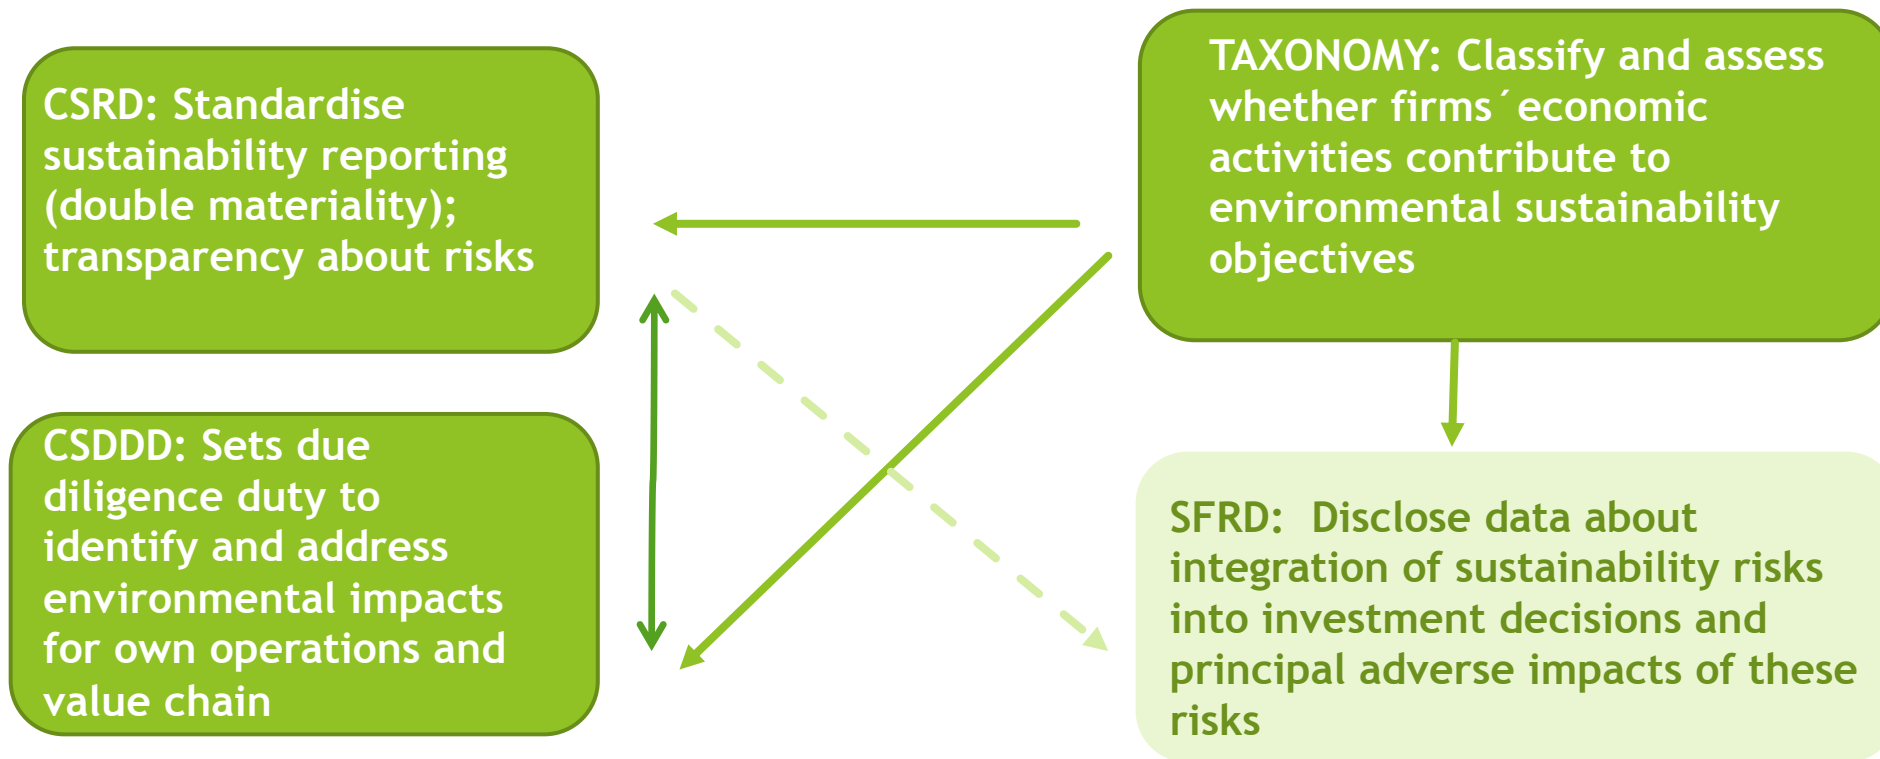 CSRD: Standardise
sustainability reporting
(double materiality);
transparency about risks
TAXONOMY: Classify and assess
whether firms´economic
activities contribute to
environmental sustainability
objectives
CSDDD: Sets due
diligence duty to
identify and address
environmental impacts
for own operations and
value chain
SFRD:  Disclose data about
integration of sustainability risks
into investment decisions and
principal adverse impacts of these
risks